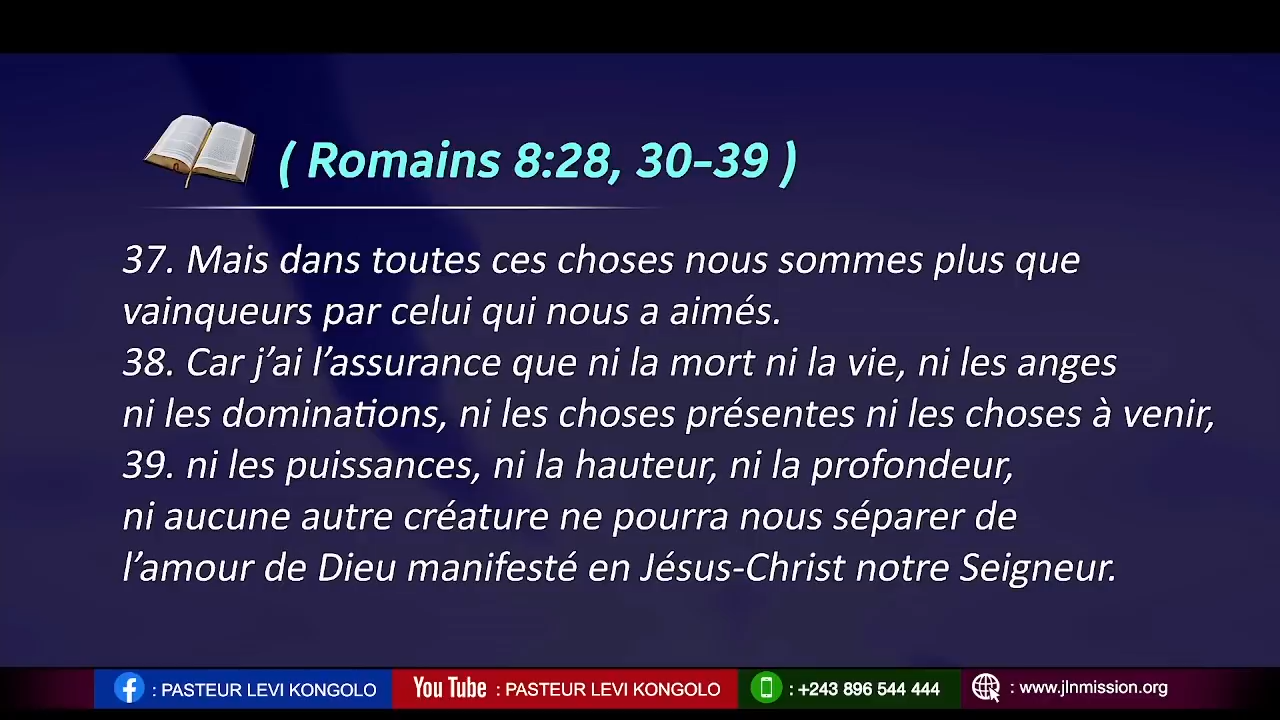 ( Romains 8:28, 30-39 )
37. Mais dans toutes ces choses nous sommes plus que
vainqueurs par celui qui nous a aimés.
38. Car j’ai l’assurance que ni la mort ni la vie, ni les anges
ni les dominations, ni les choses présentes ni les choses à venir,
39. ni les puissances, ni la hauteur, ni la profondeur,
ni aucune autre créature ne pourra nous séparer de
l’amour de Dieu manifesté en Jésus-Christ notre Seigneur.
: PASTEUR LEVI KONGOLO You Tube : PASTEUR LEVI KONGOLO : +243 896 544 444 : www.jlnmission.org